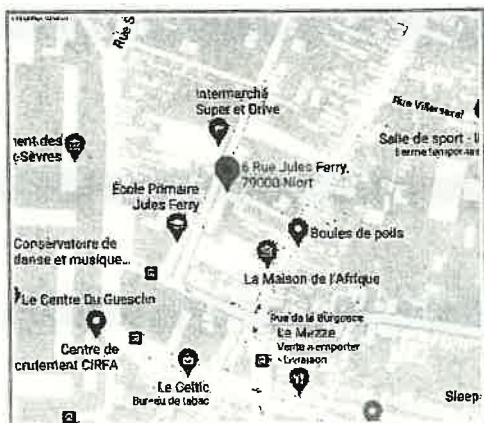 Rue S
Intermarché
Super et Drive
Rue Villersexel
ment des
-Sèvres
Salle de sport -
6 Rue Jules Ferry,
79000 Niort
École Primaire
Jules Ferry
Boules de poils
Conservatoire de
danse et musique...
La Maison de l'Afrique
Le Centre Du Guesclin
Rue de la Burgonce
Le Mezze
Vente à emporter
- Livraison
Centre de
crutement CIRFA
Le Celtic
Bureau de tabac
Sleep